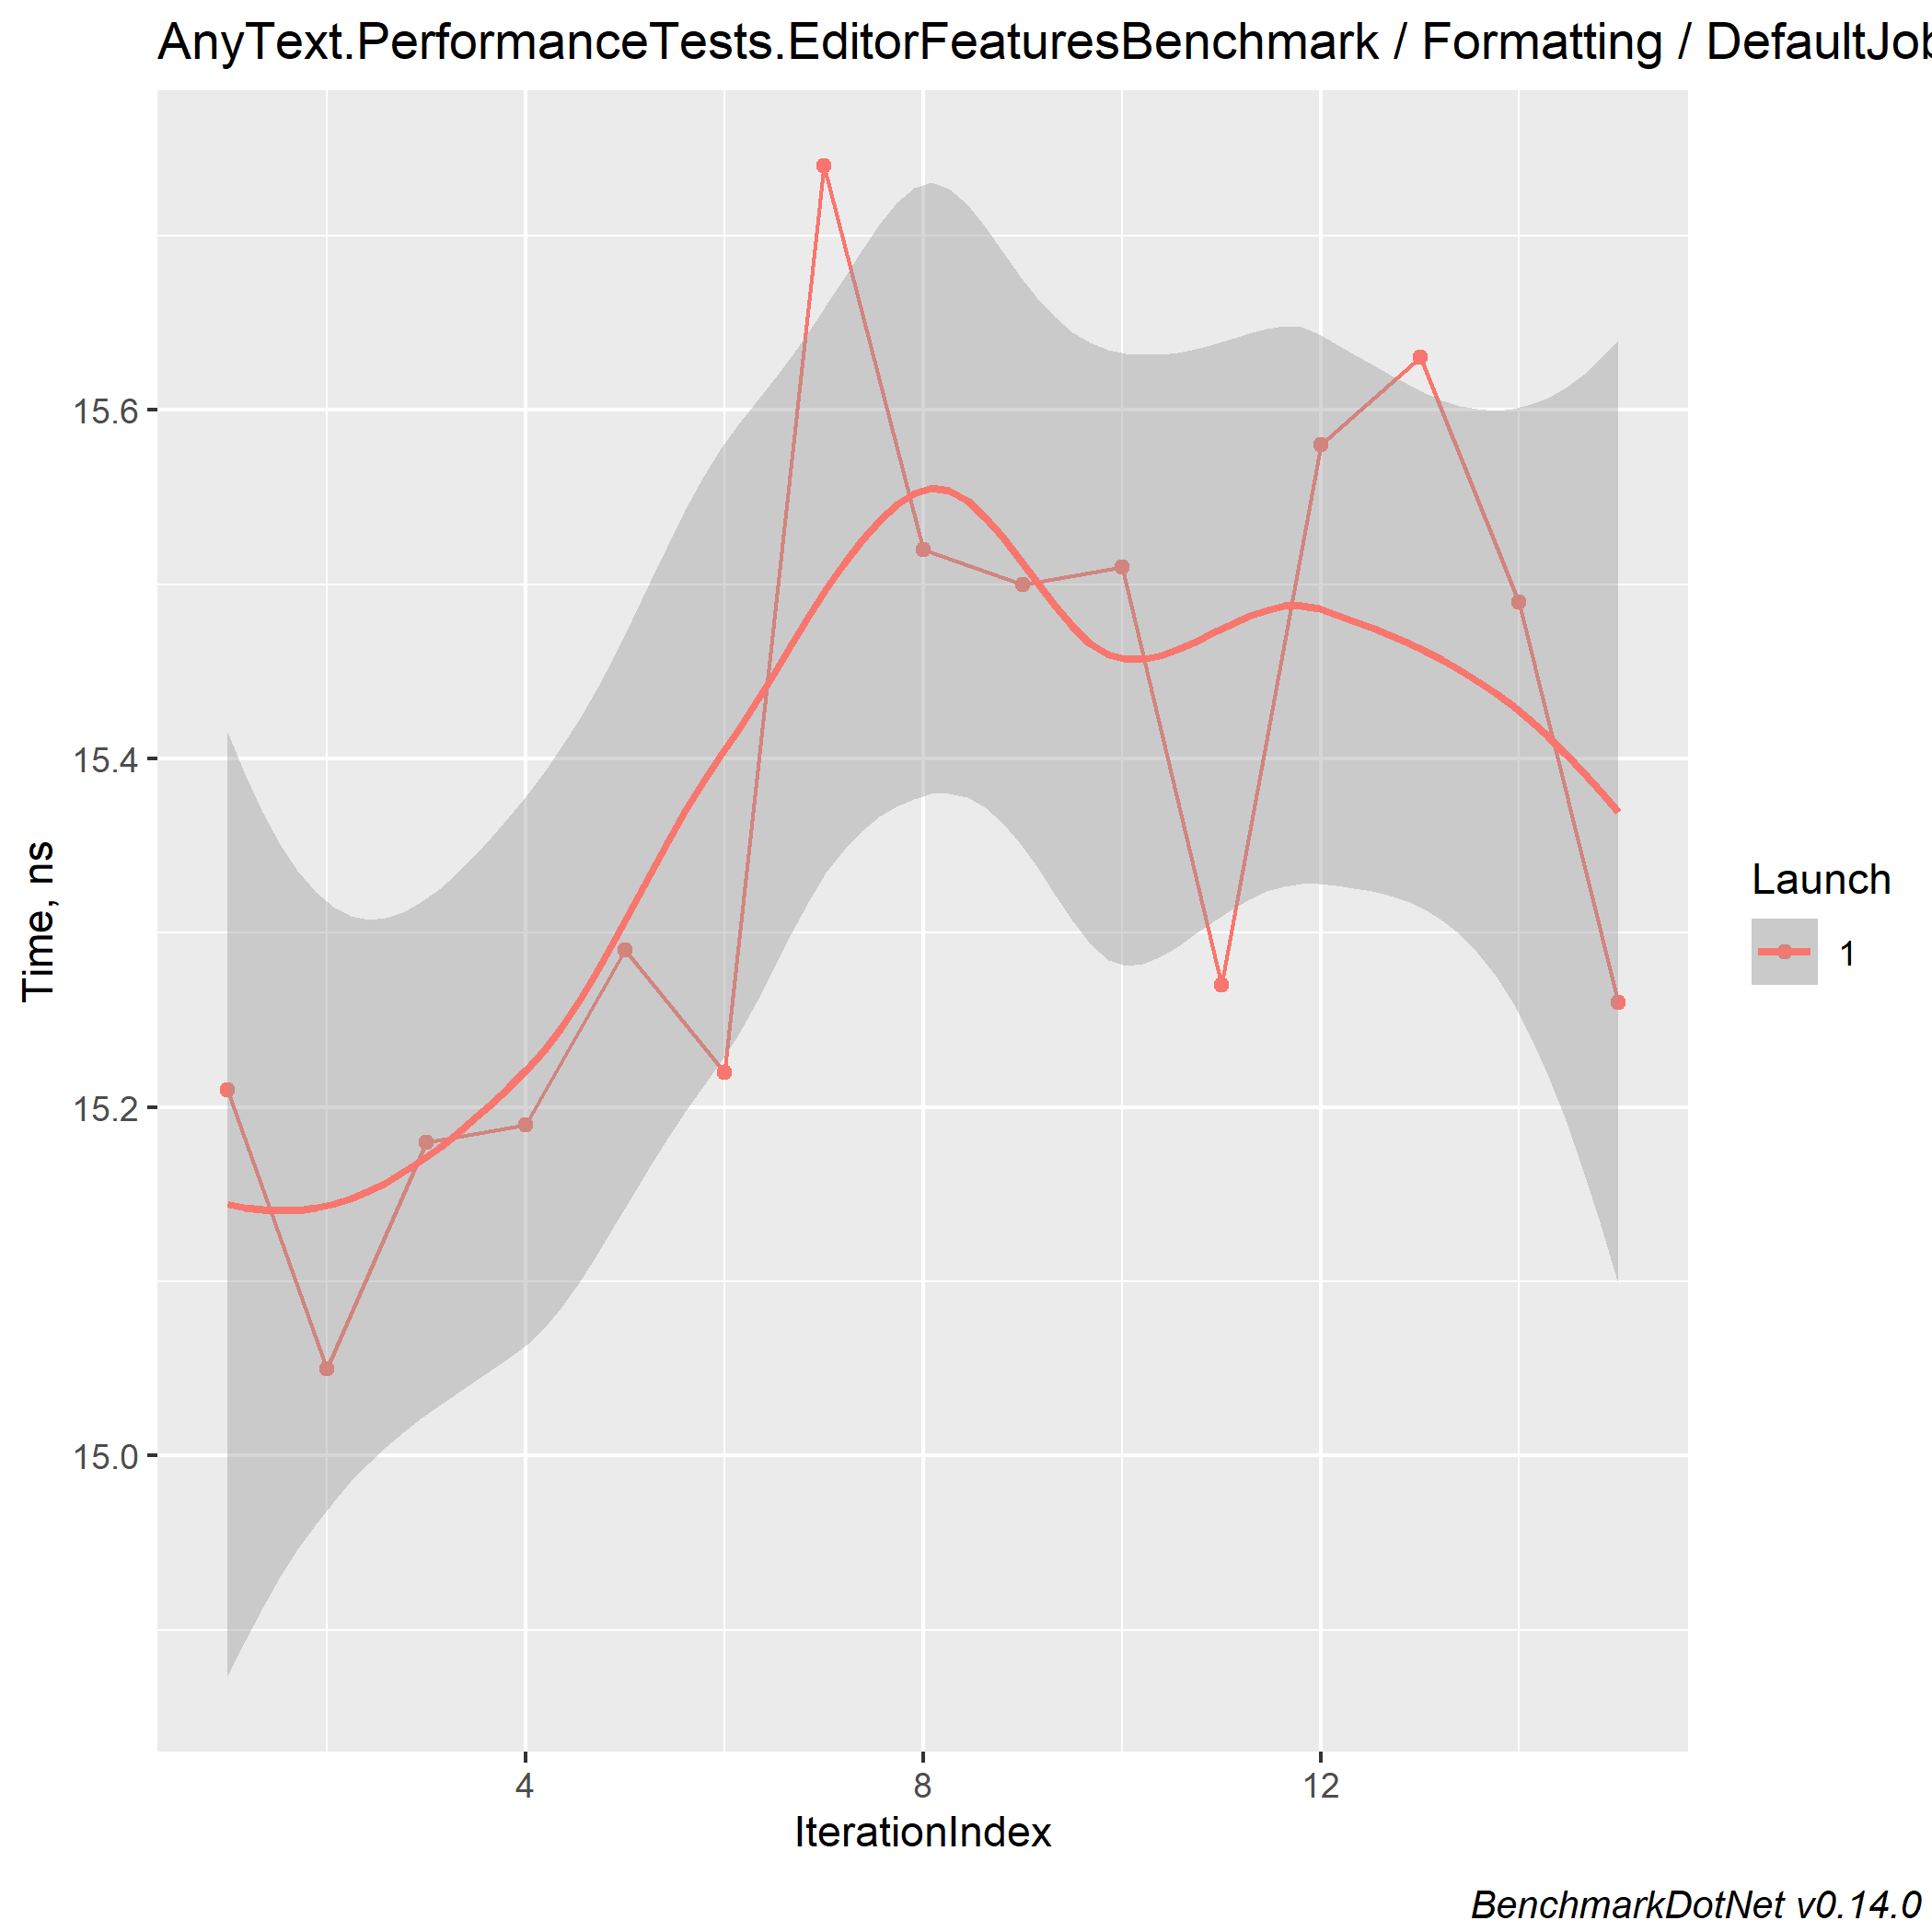 AnyText.PerformanceTests.EditorFeaturesBenchmark / Formatting / DefaultJob
15.6
15.4
15.2
15.0
Time, ns
4 8 12
IterationIndex
Launch
1
BenchmarkDotNet v0.14.0